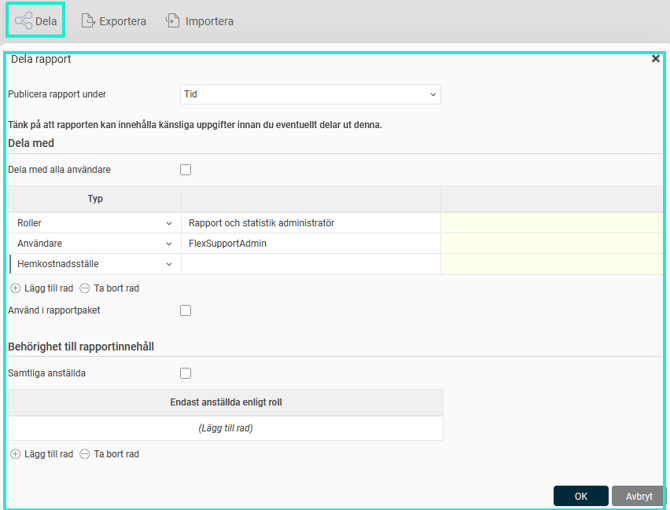 Dela Exportera Importera
Dela rapport
Publicera rapport under Tid
Tänk på att rapporten kan innehålla känsliga uppgifter innan du eventuellt delar ut denna.
Dela med
Dela med alla användare
Typ
Roller Rapport och statistik administratör
Användare FlexSupportAdmin
Hemkostnadsställe
Lägg till rad Ta bort rad
Använd i rapportpaket
Behörighet till rapportinnehåll
Samtliga anställda
Endast anställda enligt roll
(Lägg till rad)
Lägg till rad Ta bort rad
OK Avbryt